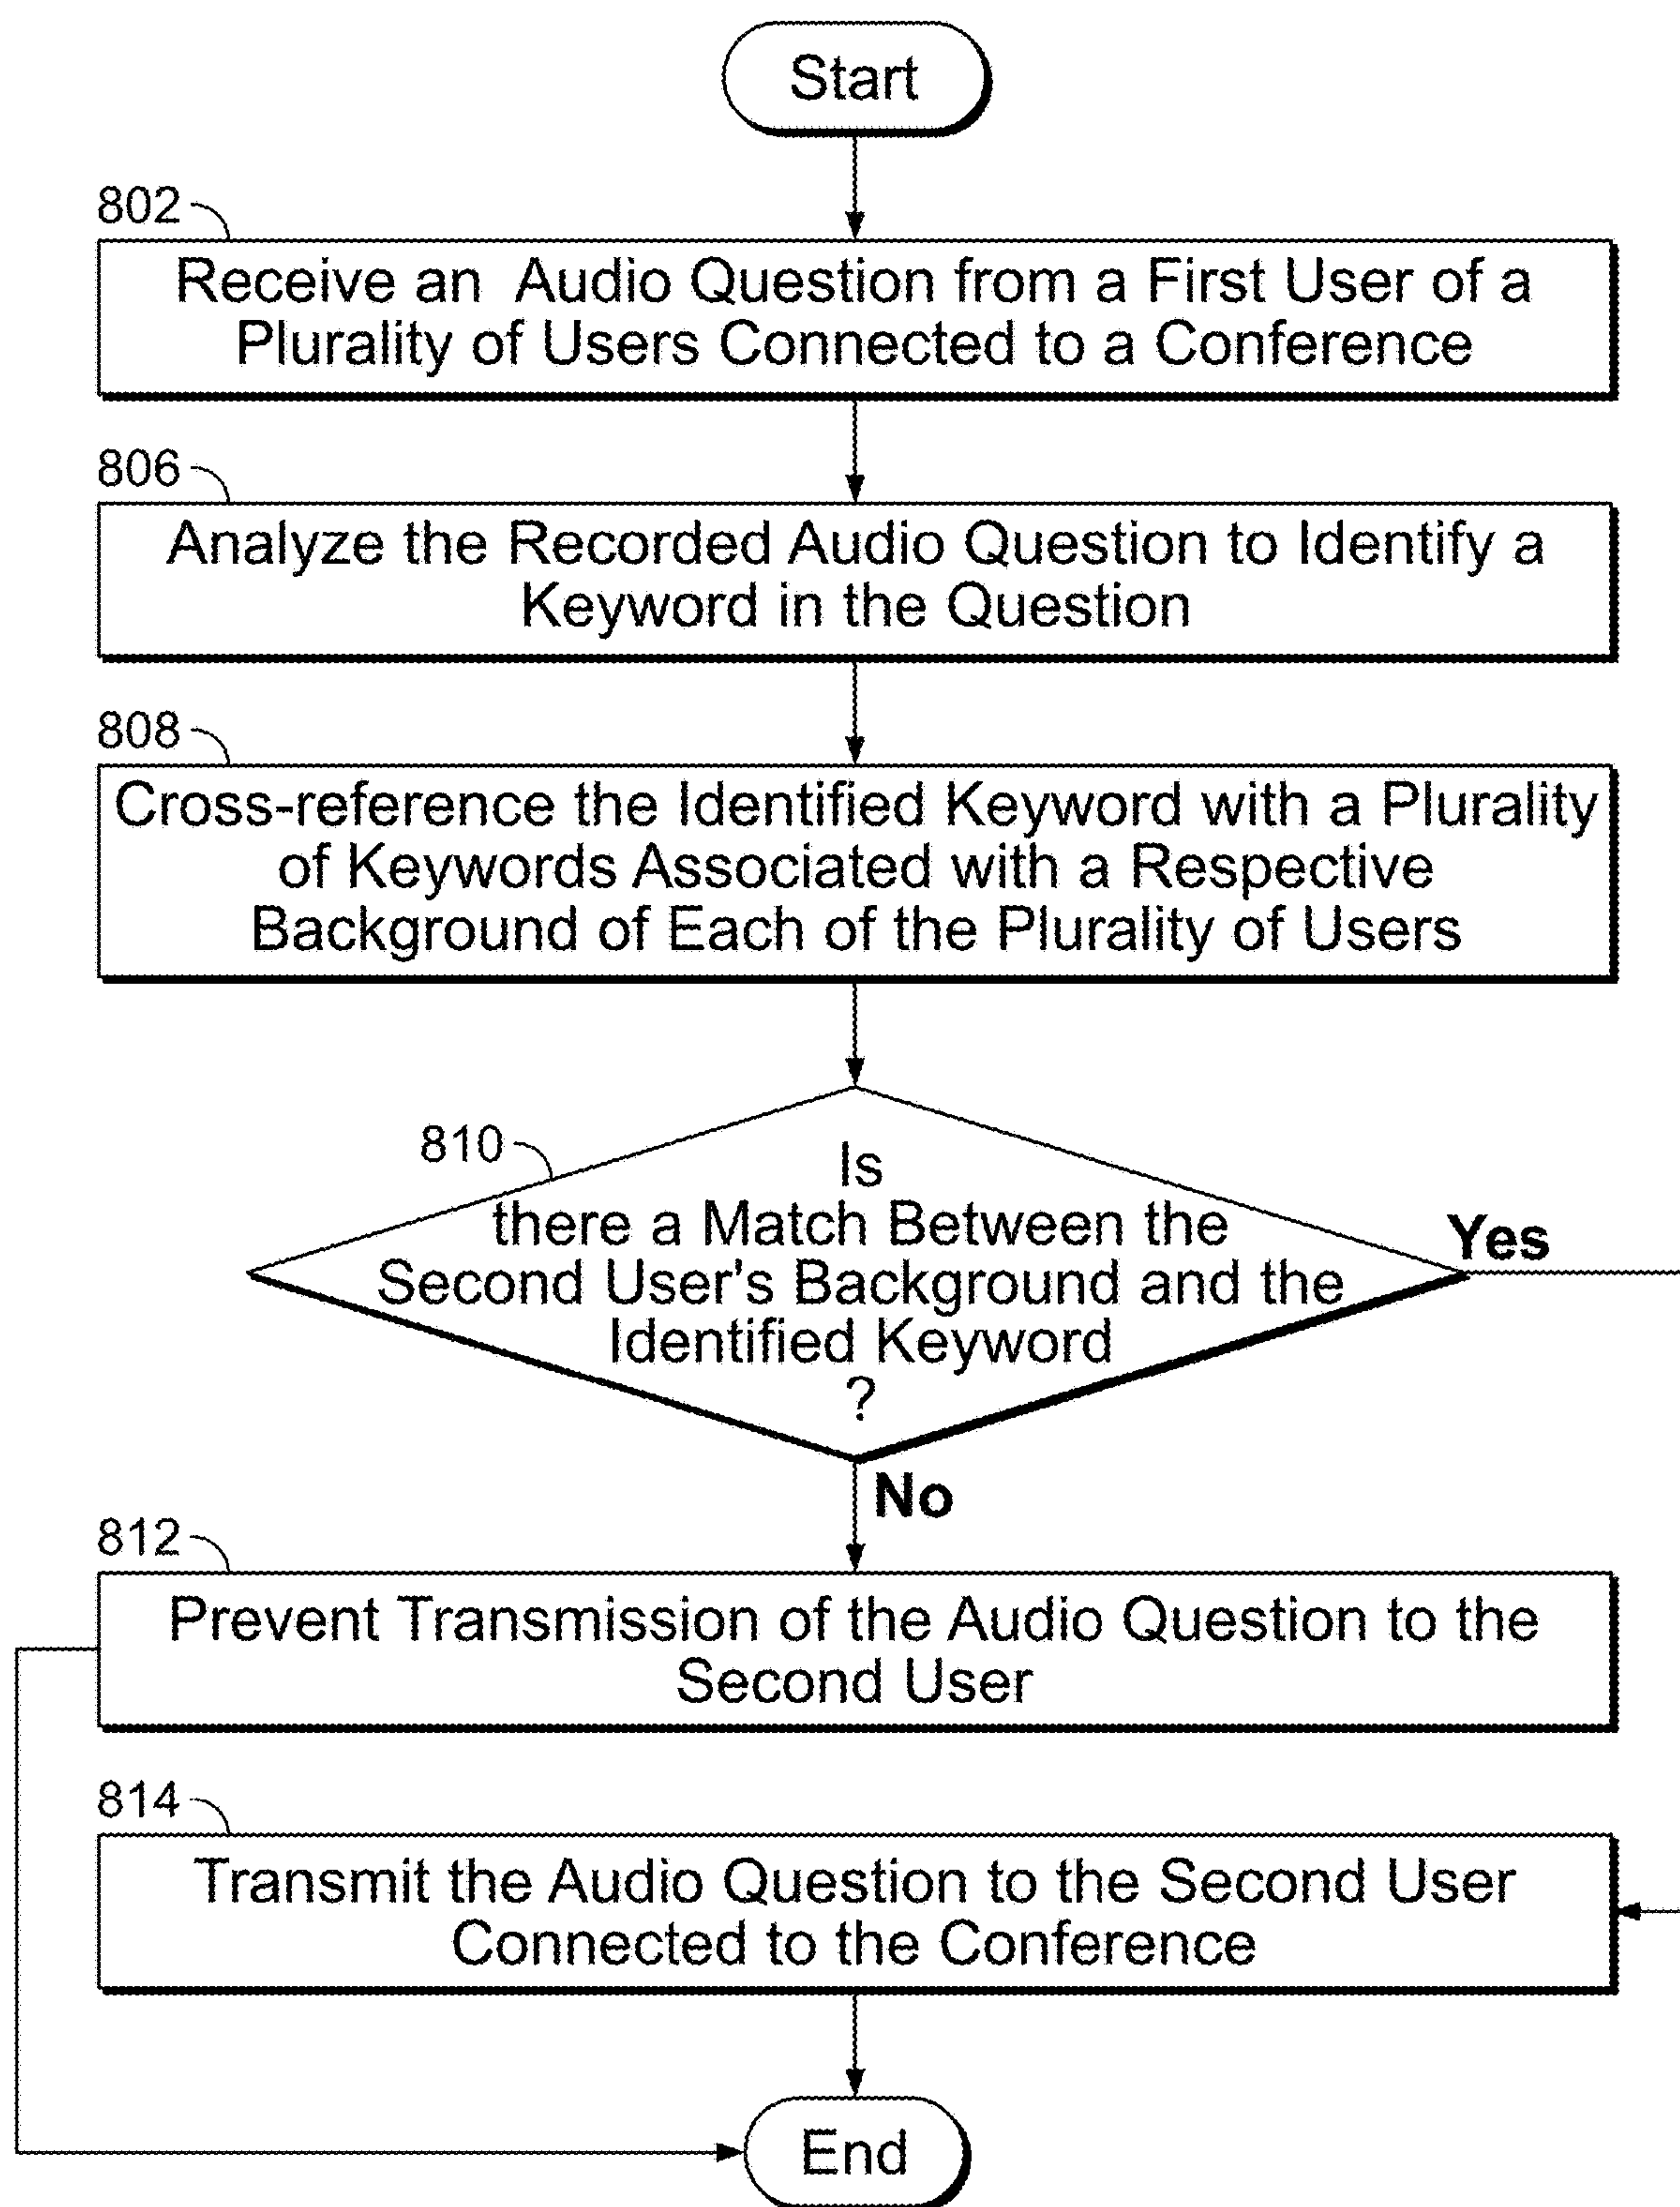 Start
802
Receive an Audio Question from a First User of a
Plurality of Users Connected to a Conference
806
Analyze the Recorded Audio Question to Identify a
Keyword in the Question
808
Cross-reference the Identified Keyword with a Plurality
of Keywords Associated with a Respective
Background of Each of the Plurality of Users
810
Is
there a Match Between the
Second User's Background and the
Identified Keyword
?
Yes
No
812
Prevent Transmission of the Audio Question to the
Second User
814
Transmit the Audio Question to the Second User
Connected to the Conference
End